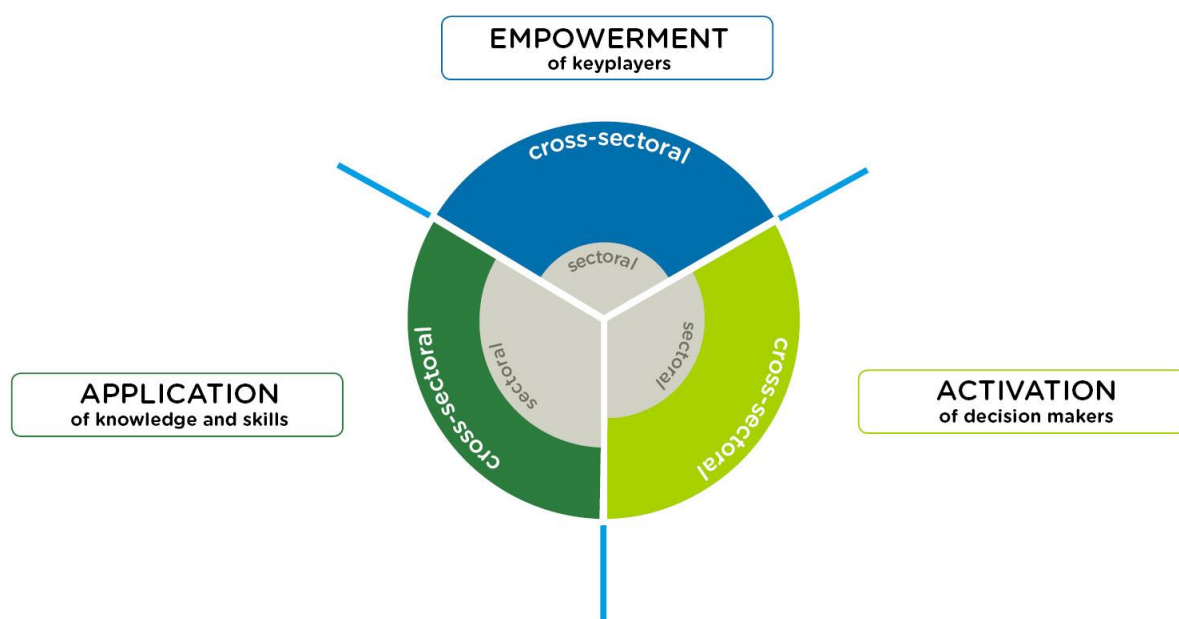 EMPOWERMENT
of keyplayers
cross-sectoral
sectoral
sectoral
sectoral
cross-sectoral
cross-sectoral
APPLICATION
of knowledge and skills
ACTIVATION
of decision makers